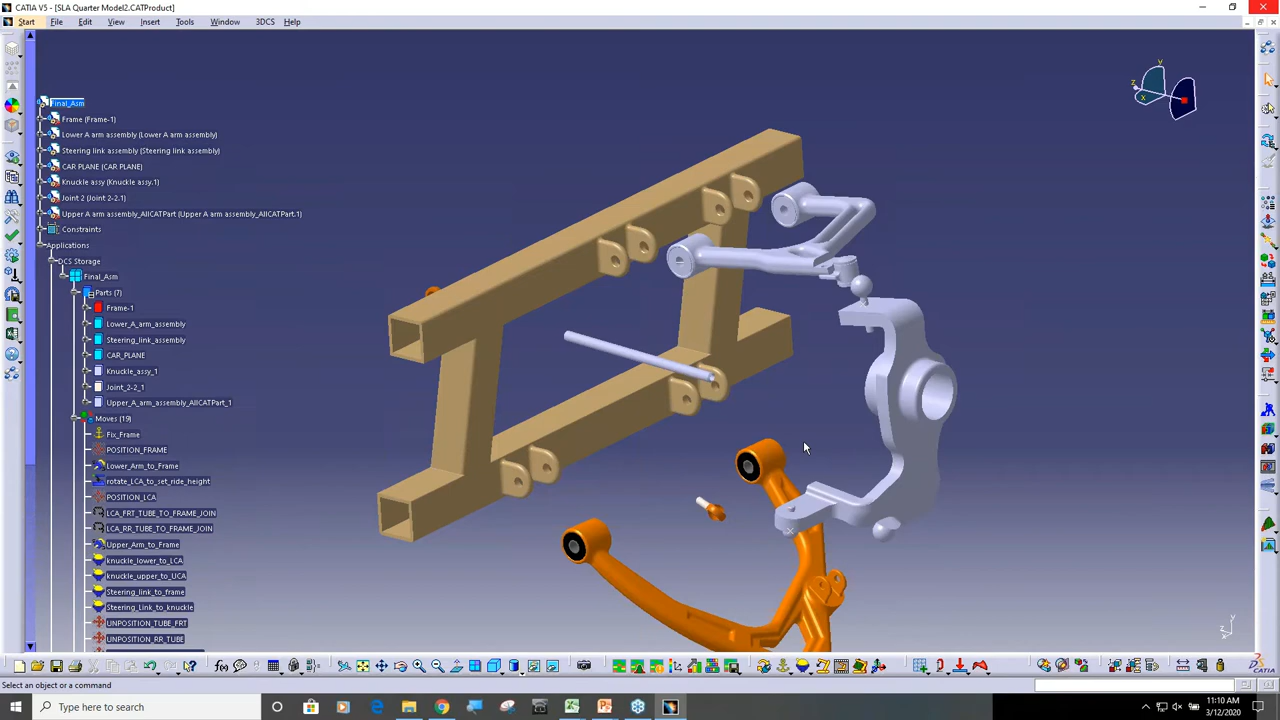 CATIA V5 - [SLA Quarter Model2.CATProduct]
Start File Edit View Insert Tools Window 3DCS Help
Final_Asm
Frame (Frame-1)
Lower A arm assembly (Lower A arm assembly)
Steering link assembly (Steering link assembly)
CAR PLANE (CAR PLANE)
Knuckle assy (Knuckle assy.1)
Joint 2 (Joint 2-2.1)
Upper A arm assembly_AllCATPart (Upper A arm assembly_AllCATPart.1)
Constraints
Applications
DCS Storage
Final_Asm
Parts (7)
Frame-1
Lower_A_arm_assembly
Steering_link_assembly
CAR_PLANE
Knuckle_assy_1
Joint_2-2_1
Upper_A_arm_assembly_AllCATPart_1
Moves (19)
Fix_Frame
POSITION_FRAME
Lower_Arm_to_Frame
rotate_LCA_to_set_ride_height
POSITION_LCA
LCA_FRT_TUBE_TO_FRAME_JOIN
LCA_RR_TUBE_TO_FRAME_JOIN
Upper_Arm_to_Frame
knuckle_lower_to_LCA
knuckle_upper_to_UCA
Steering_link_to_frame
Steering_Link_to_knuckle
UNPOSITION_TUBE_FRT
UNPOSITION_RR_TUBE
y
z
x
Select an object or a command
CATIA
Type here to search
11:10 AM
3/12/2020